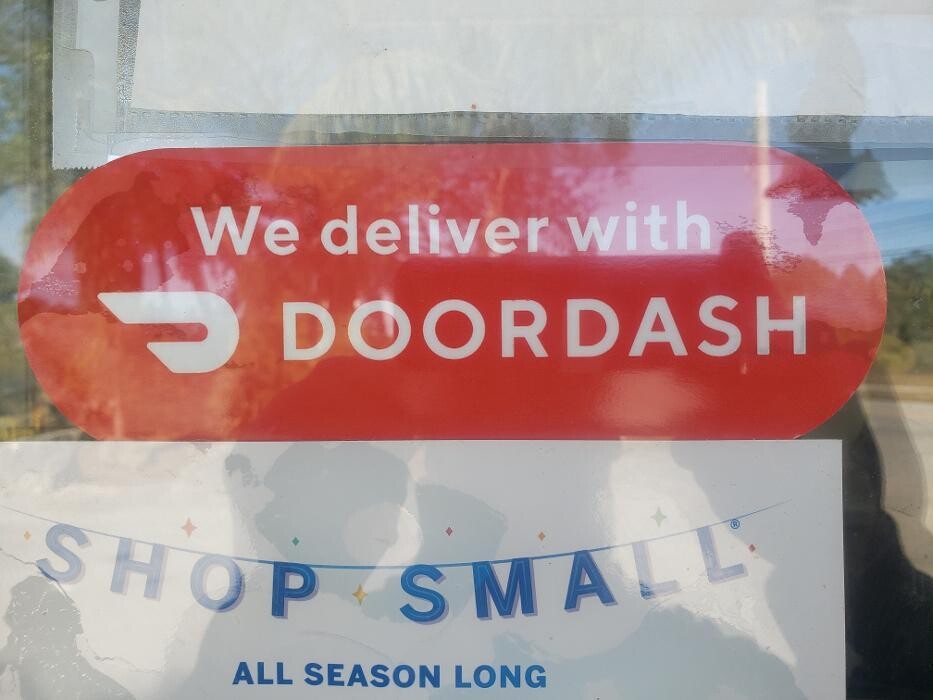 We deliver with
DOORDASH
SHOP SMALL®
ALL SEASON LONG